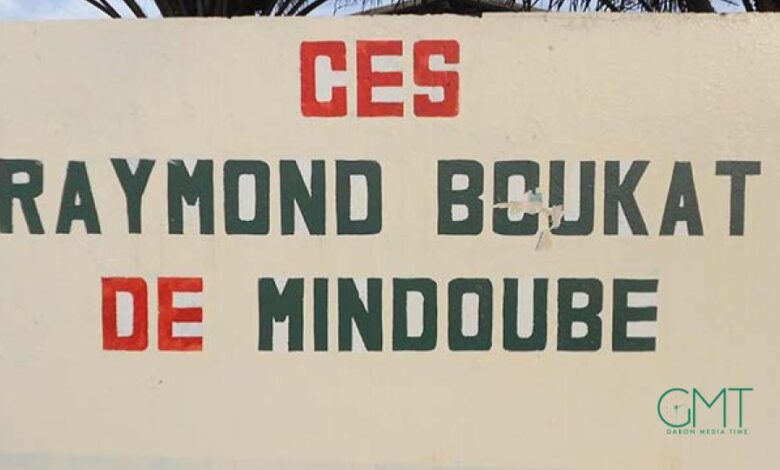 CES
RAYMOND BOUKAT
DE MINDOUBE
GMT
GABON MEDIA TIME